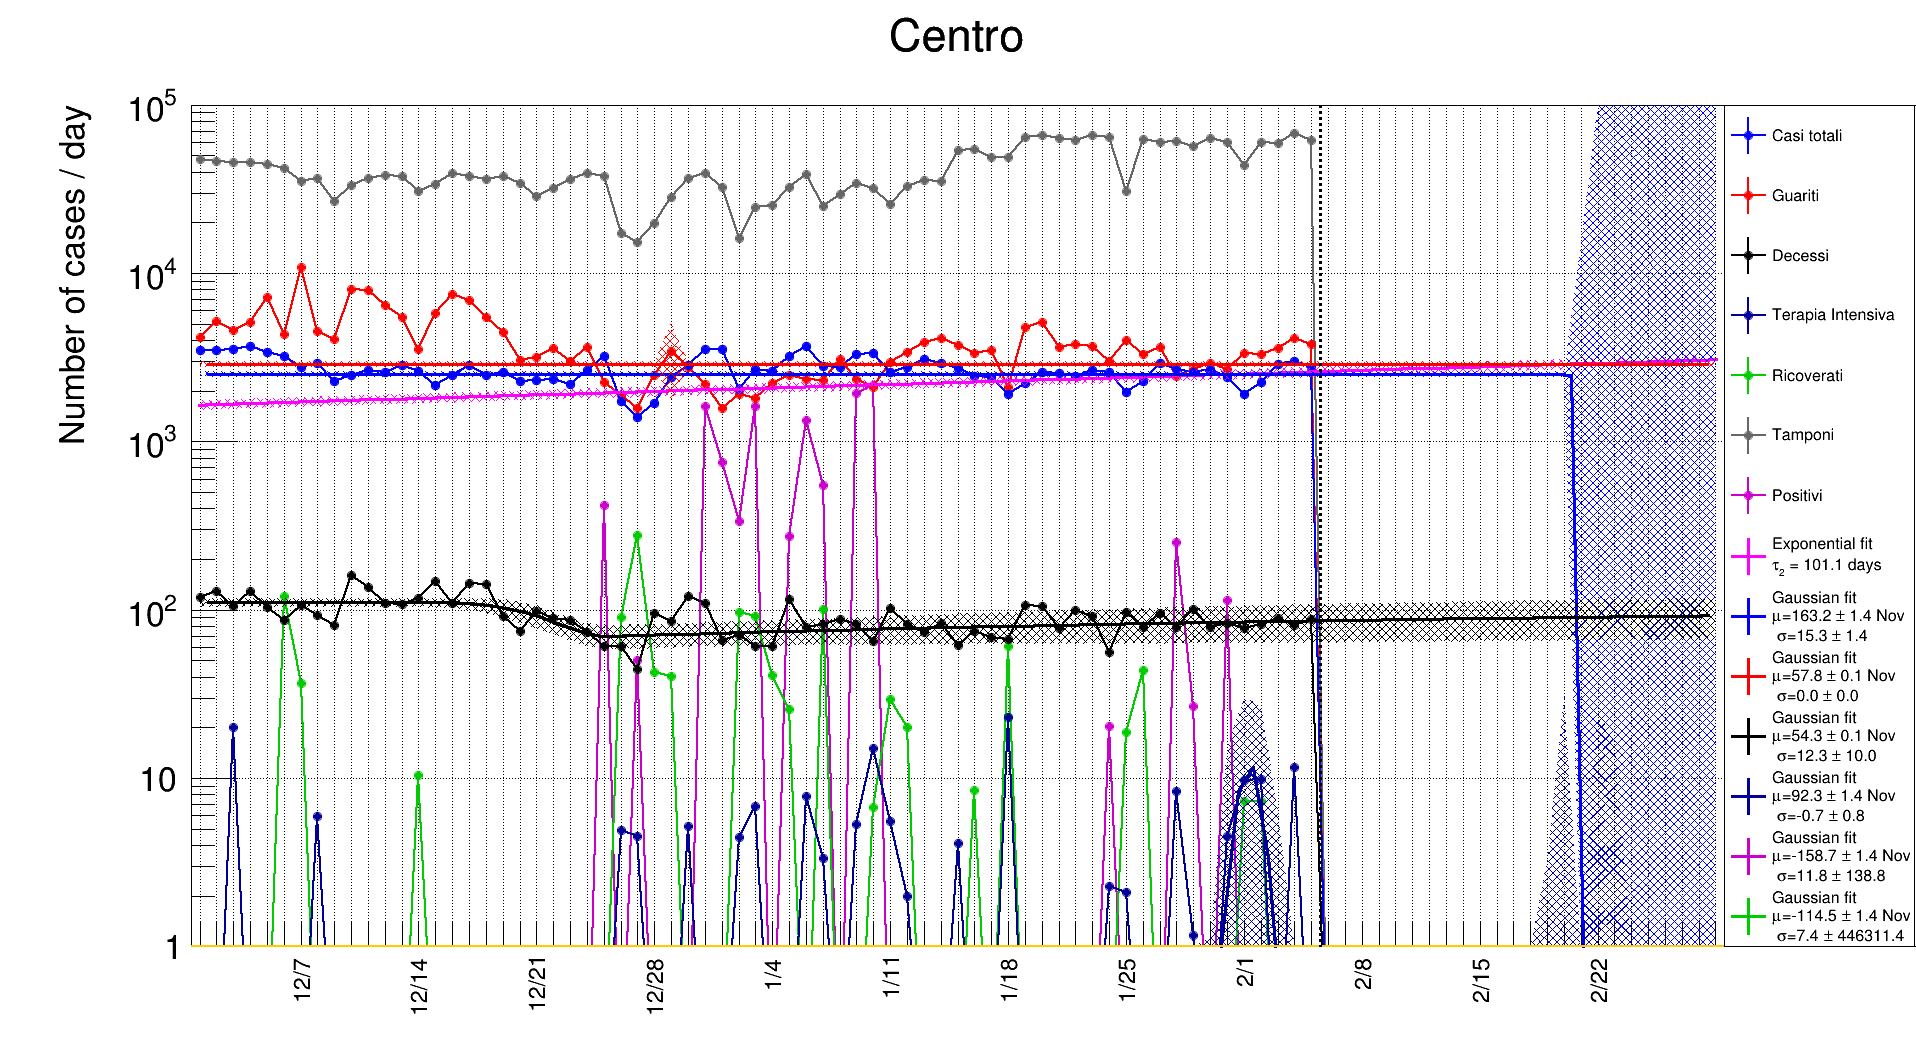 Centro
Number of cases / day
10^5
10^4
10^3
10^2
10
1
12/7
12/14
12/21
12/28
1/4
1/11
1/18
1/25
2/1
2/8
2/15
2/22
Casi totali
Guariti
Decessi
Terapia Intensiva
Ricoverati
Tamponi
Positivi
Exponential fit
τ₂ = 101.1 days
Gaussian fit
μ=163.2 ± 1.4 Nov
σ=15.3 ± 1.4
Gaussian fit
μ=57.8 ± 0.1 Nov
σ=0.0 ± 0.0
Gaussian fit
μ=54.3 ± 0.1 Nov
σ=12.3 ± 10.0
Gaussian fit
μ=92.3 ± 1.4 Nov
σ=-0.7 ± 0.8
Gaussian fit
μ=-158.7 ± 1.4 Nov
σ=11.8 ± 138.8
Gaussian fit
μ=-114.5 ± 1.4 Nov
σ=7.4 ± 446311.4